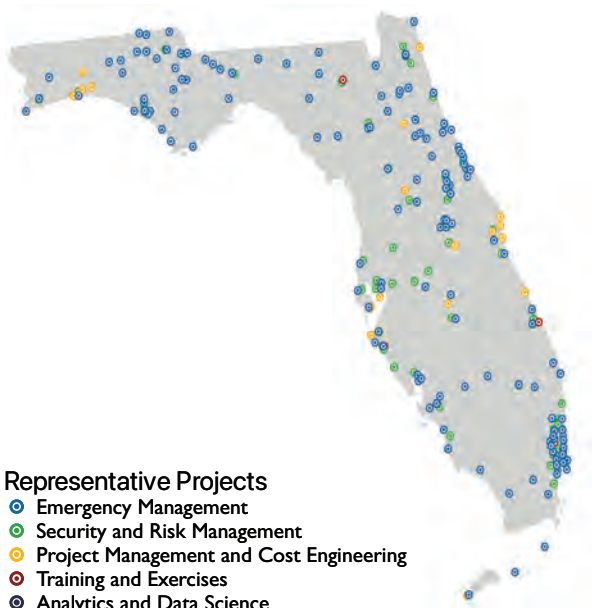 Representative Projects
Emergency Management
Security and Risk Management
Project Management and Cost Engineering
Training and Exercises
Analytics and Data Science